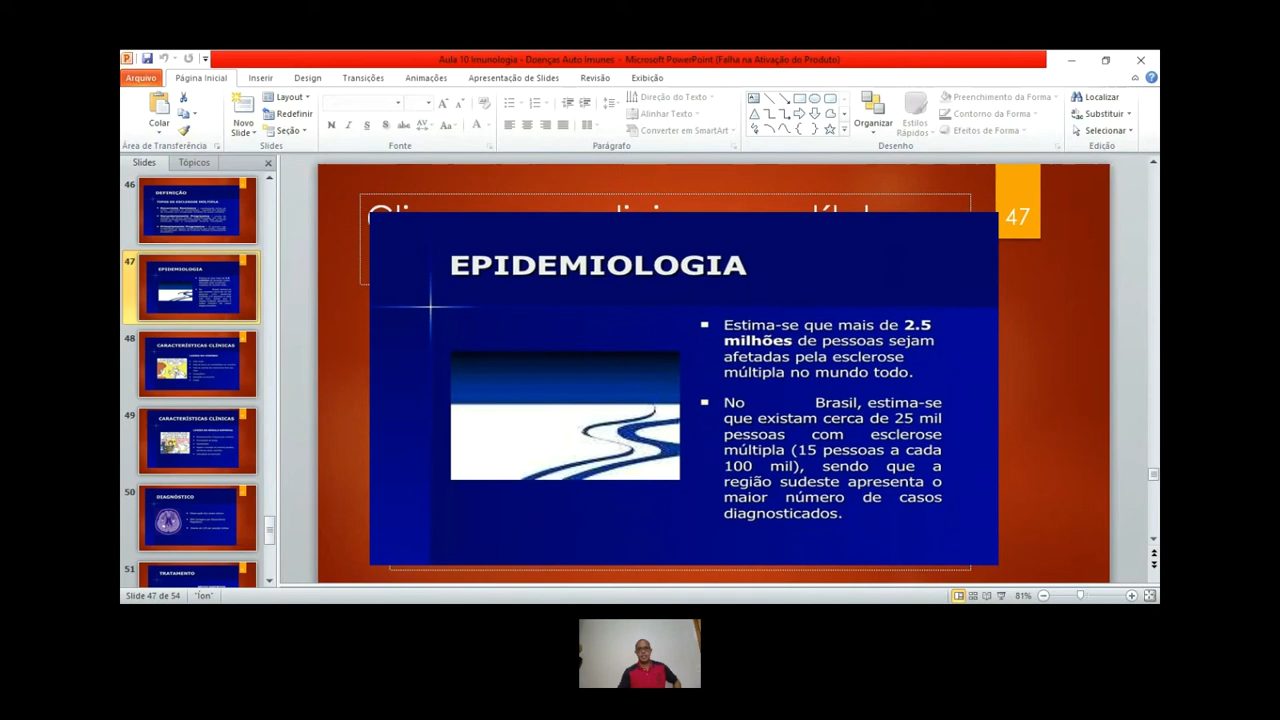 Aula 10 Imunologia - Doenças Auto Imunes - Microsoft PowerPoint (Falha na Ativação do Produto)
Arquivo Página Inicial Inserir Design Transições Animações Apresentação de Slides Revisão Exibição
Colar
Novo Slide
Layout
Redefinir
Seção
Direção do Texto
Alinhar Texto
Converter em SmartArt
Organizar
Estilos Rápidos
Preenchimento da Forma
Contorno da Forma
Efeitos de Forma
Localizar
Substituir
Selecionar
Área de Transferência Slides Fonte Parágrafo Desenho Edição
Slides Tópicos
46
DEFINIÇÃO
47
EPIDEMIOLOGIA
48
CARACTERÍSTICAS CLÍNICAS
49
CARACTERÍSTICAS CLÍNICAS
50
DIAGNÓSTICO
51
TRATAMENTO
47
EPIDEMIOLOGIA
Estima-se que mais de 2.5
milhões de pessoas sejam
afetadas pela esclerose
múltipla no mundo todo.
No Brasil, estima-se
que existam cerca de 25 mil
pessoas com esclerose
múltipla (15 pessoas a cada
100 mil), sendo que a
região sudeste apresenta o
maior número de casos
diagnosticados.
Slide 47 de 54 "Íon" 81%